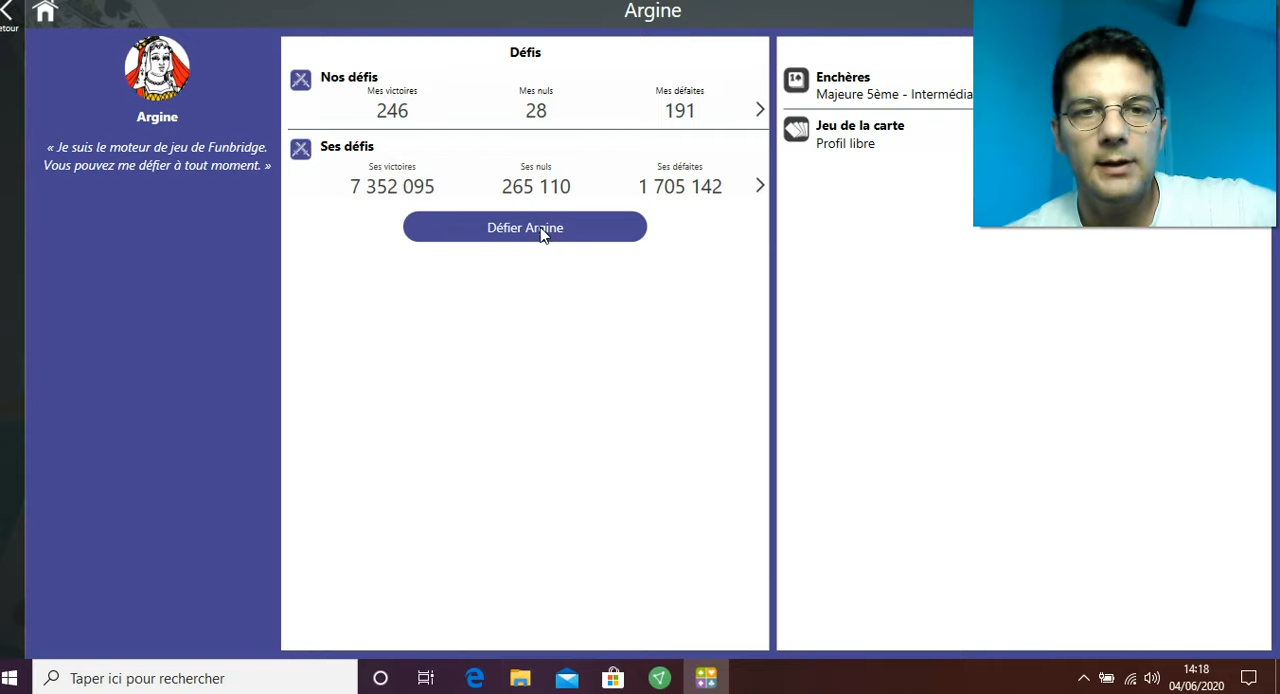 Argine
etour
Argine
« Je suis le moteur de jeu de Funbridge.
Vous pouvez me défier à tout moment. »
Défis
Nos défis
Mes victoires Mes nuls Mes défaites
246 28 191
Ses défis
Ses victoires Ses nuls Ses défaites
7 352 095 265 110 1 705 142
Défier Argine
Enchères
Majeure 5ème - Intermédia
Jeu de la carte
Profil libre
Taper ici pour rechercher
14:18
04/06/2020